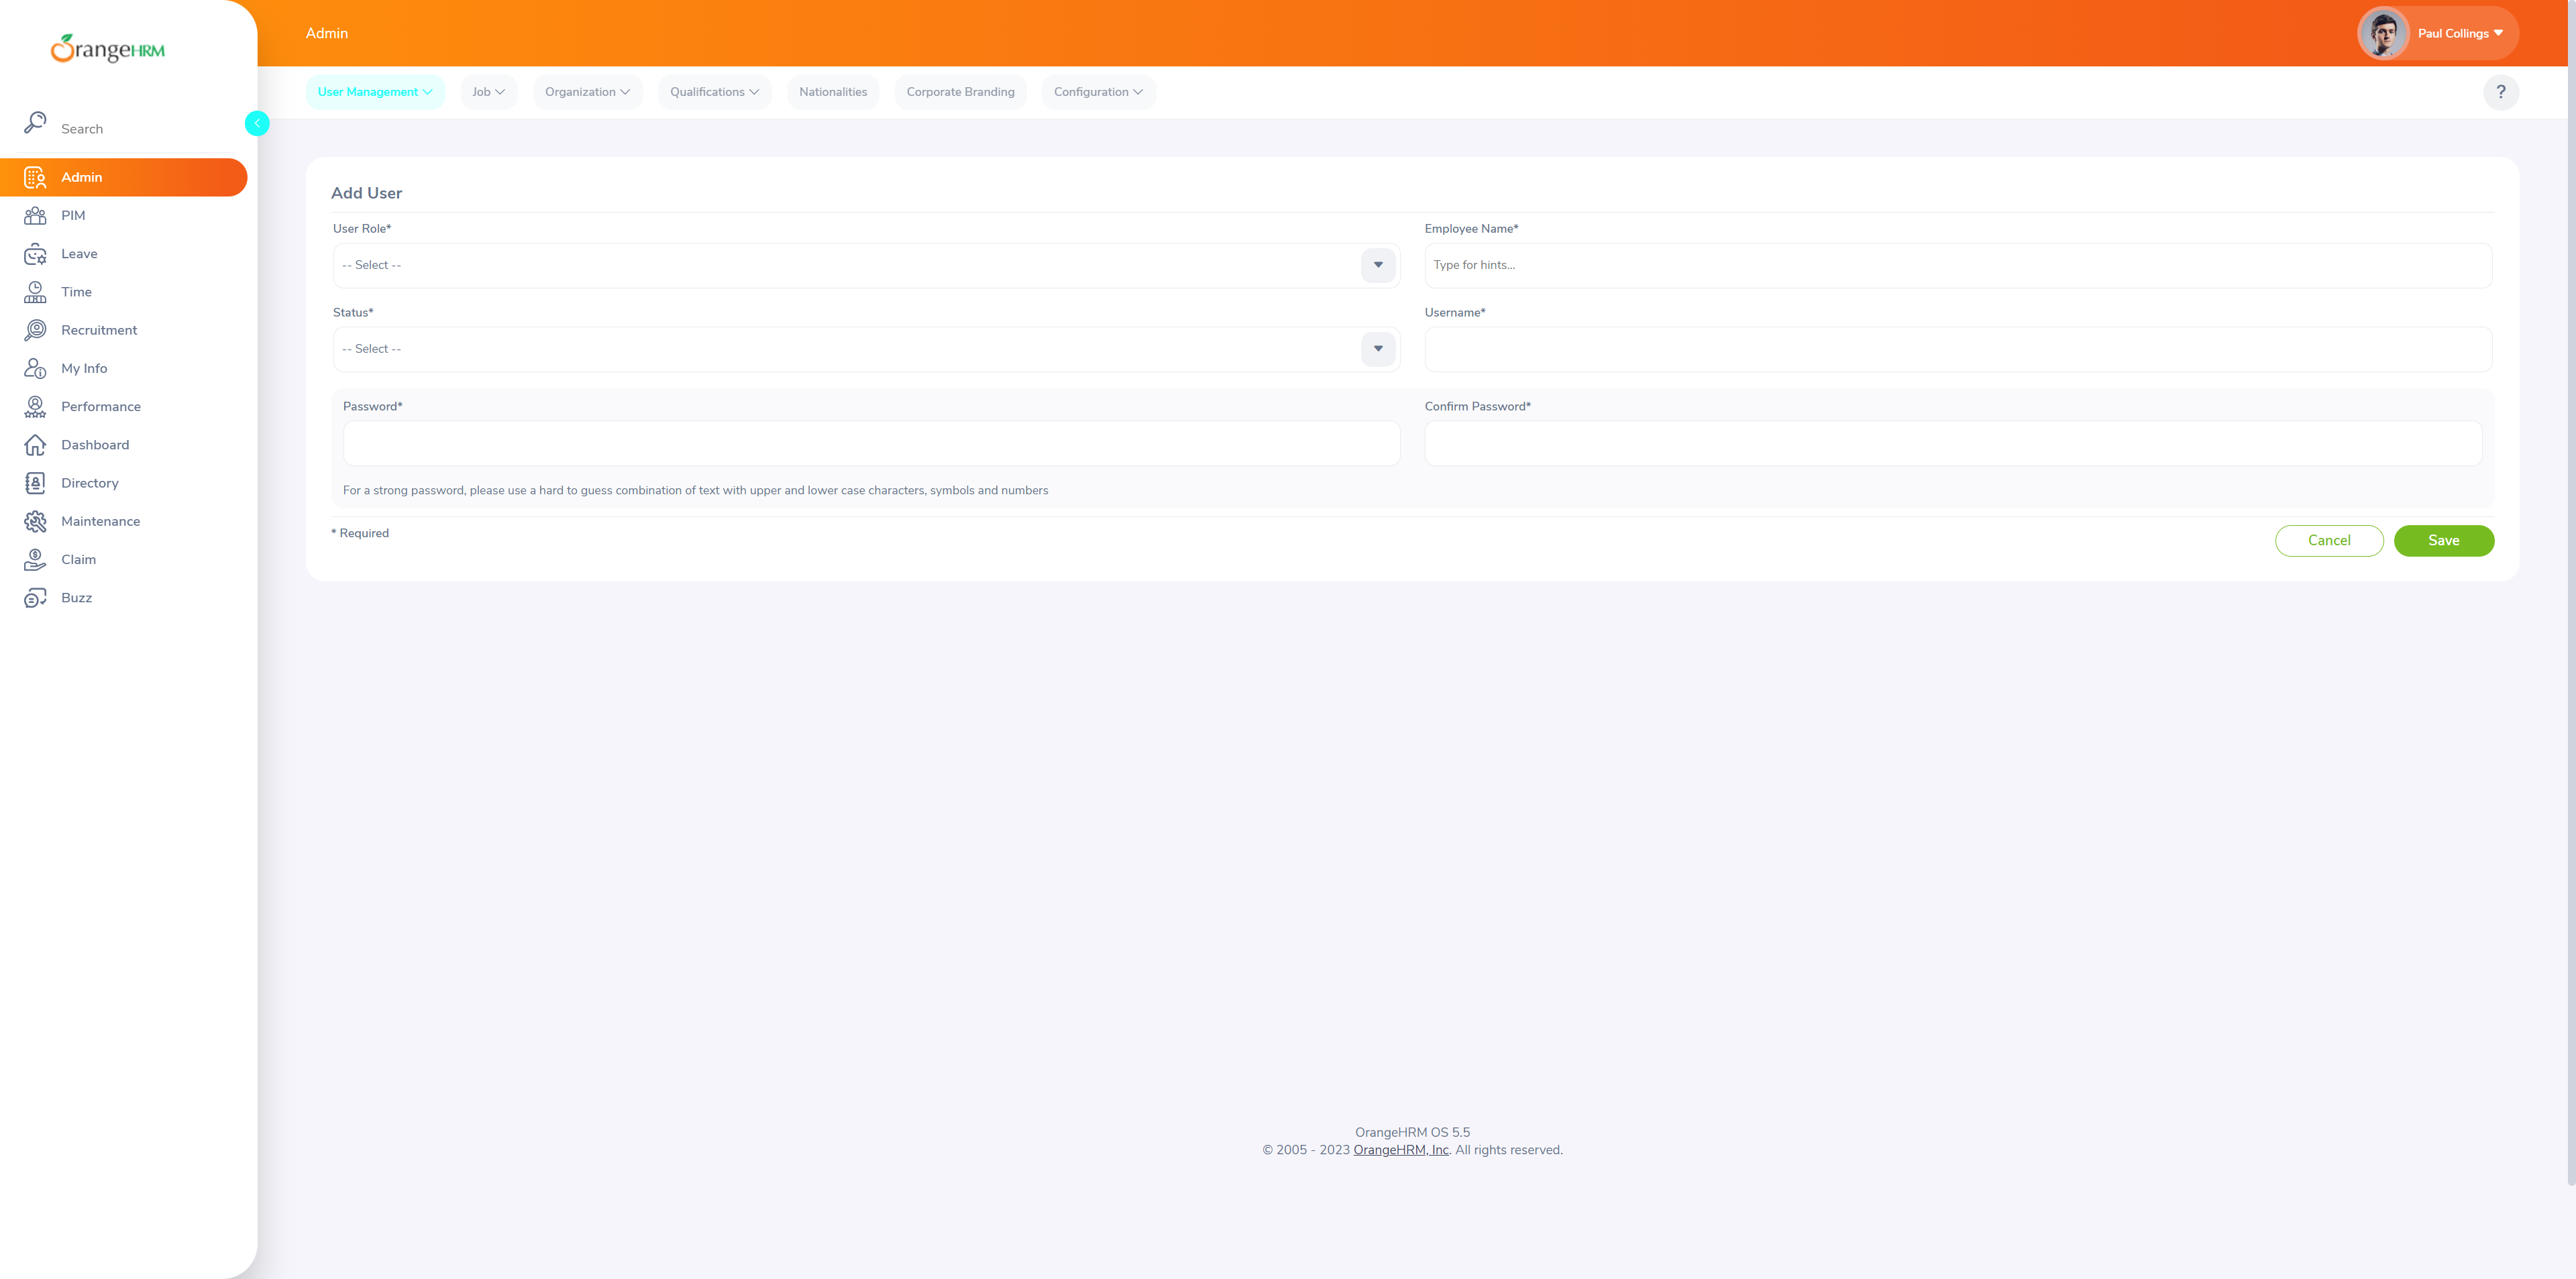 OrangeHRM
Admin
Paul Collings
User Management
Job
Organization
Qualifications
Nationalities
Corporate Branding
Configuration
?
Search
Admin
PIM
Leave
Time
Recruitment
My Info
Performance
Dashboard
Directory
Maintenance
Claim
Buzz
Add User
User Role*
-- Select --
Employee Name*
Type for hints...
Status*
-- Select --
Username*
Password*
Confirm Password*
For a strong password, please use a hard to guess combination of text with upper and lower case characters, symbols and numbers
* Required
Cancel
Save
OrangeHRM OS 5.5
© 2005 - 2023 OrangeHRM, Inc. All rights reserved.